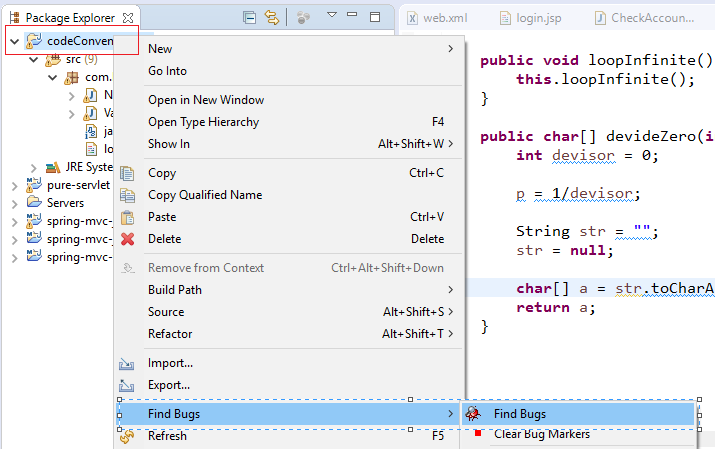 Package Explorer
codeConven
src (9)
com.
N
Va
ja
lo
JRE Syste
pure-servlet
Servers
spring-mvc-
spring-mvc-
spring-mvc-
New
Go Into
Open in New Window
Open Type Hierarchy F4
Show In Alt+Shift+W
Copy Ctrl+C
Copy Qualified Name
Paste Ctrl+V
Delete Delete
Remove from Context Ctrl+Alt+Shift+Down
Build Path
Source Alt+Shift+S
Refactor Alt+Shift+T
Import...
Export...
Find Bugs
Refresh F5
Find Bugs
Clear Bug Markers
web.xml login.jsp CheckAccoun...
public void loopInfinite()
this.loopInfinite();
}
public char[] devideZero(i
int devisor = 0;
p = 1/devisor;
String str = "";
str = null;
char[] a = str.toCharA
return a;
}